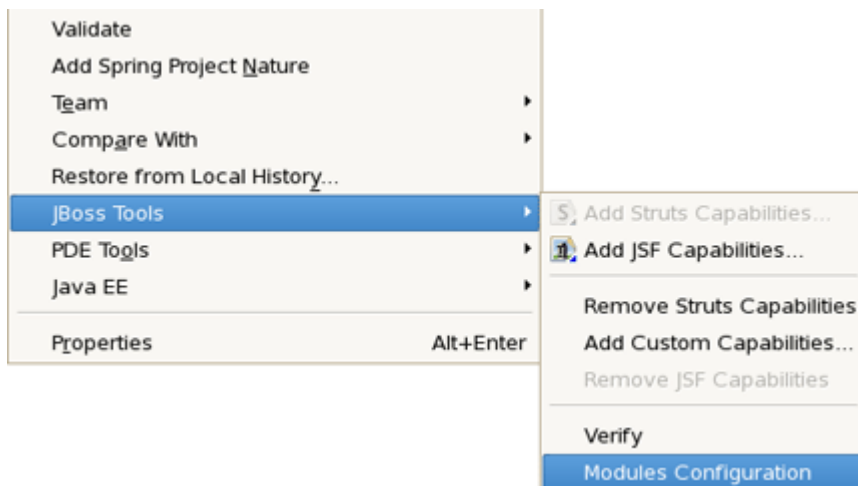 Validate
Add Spring Project Nature
Team
Compare With
Restore from Local History...
JBoss Tools
PDE Tools
Java EE
Properties Alt+Enter
Add Struts Capabilities...
Add JSF Capabilities...
Remove Struts Capabilities
Add Custom Capabilities...
Remove JSF Capabilities
Verify
Modules Configuration